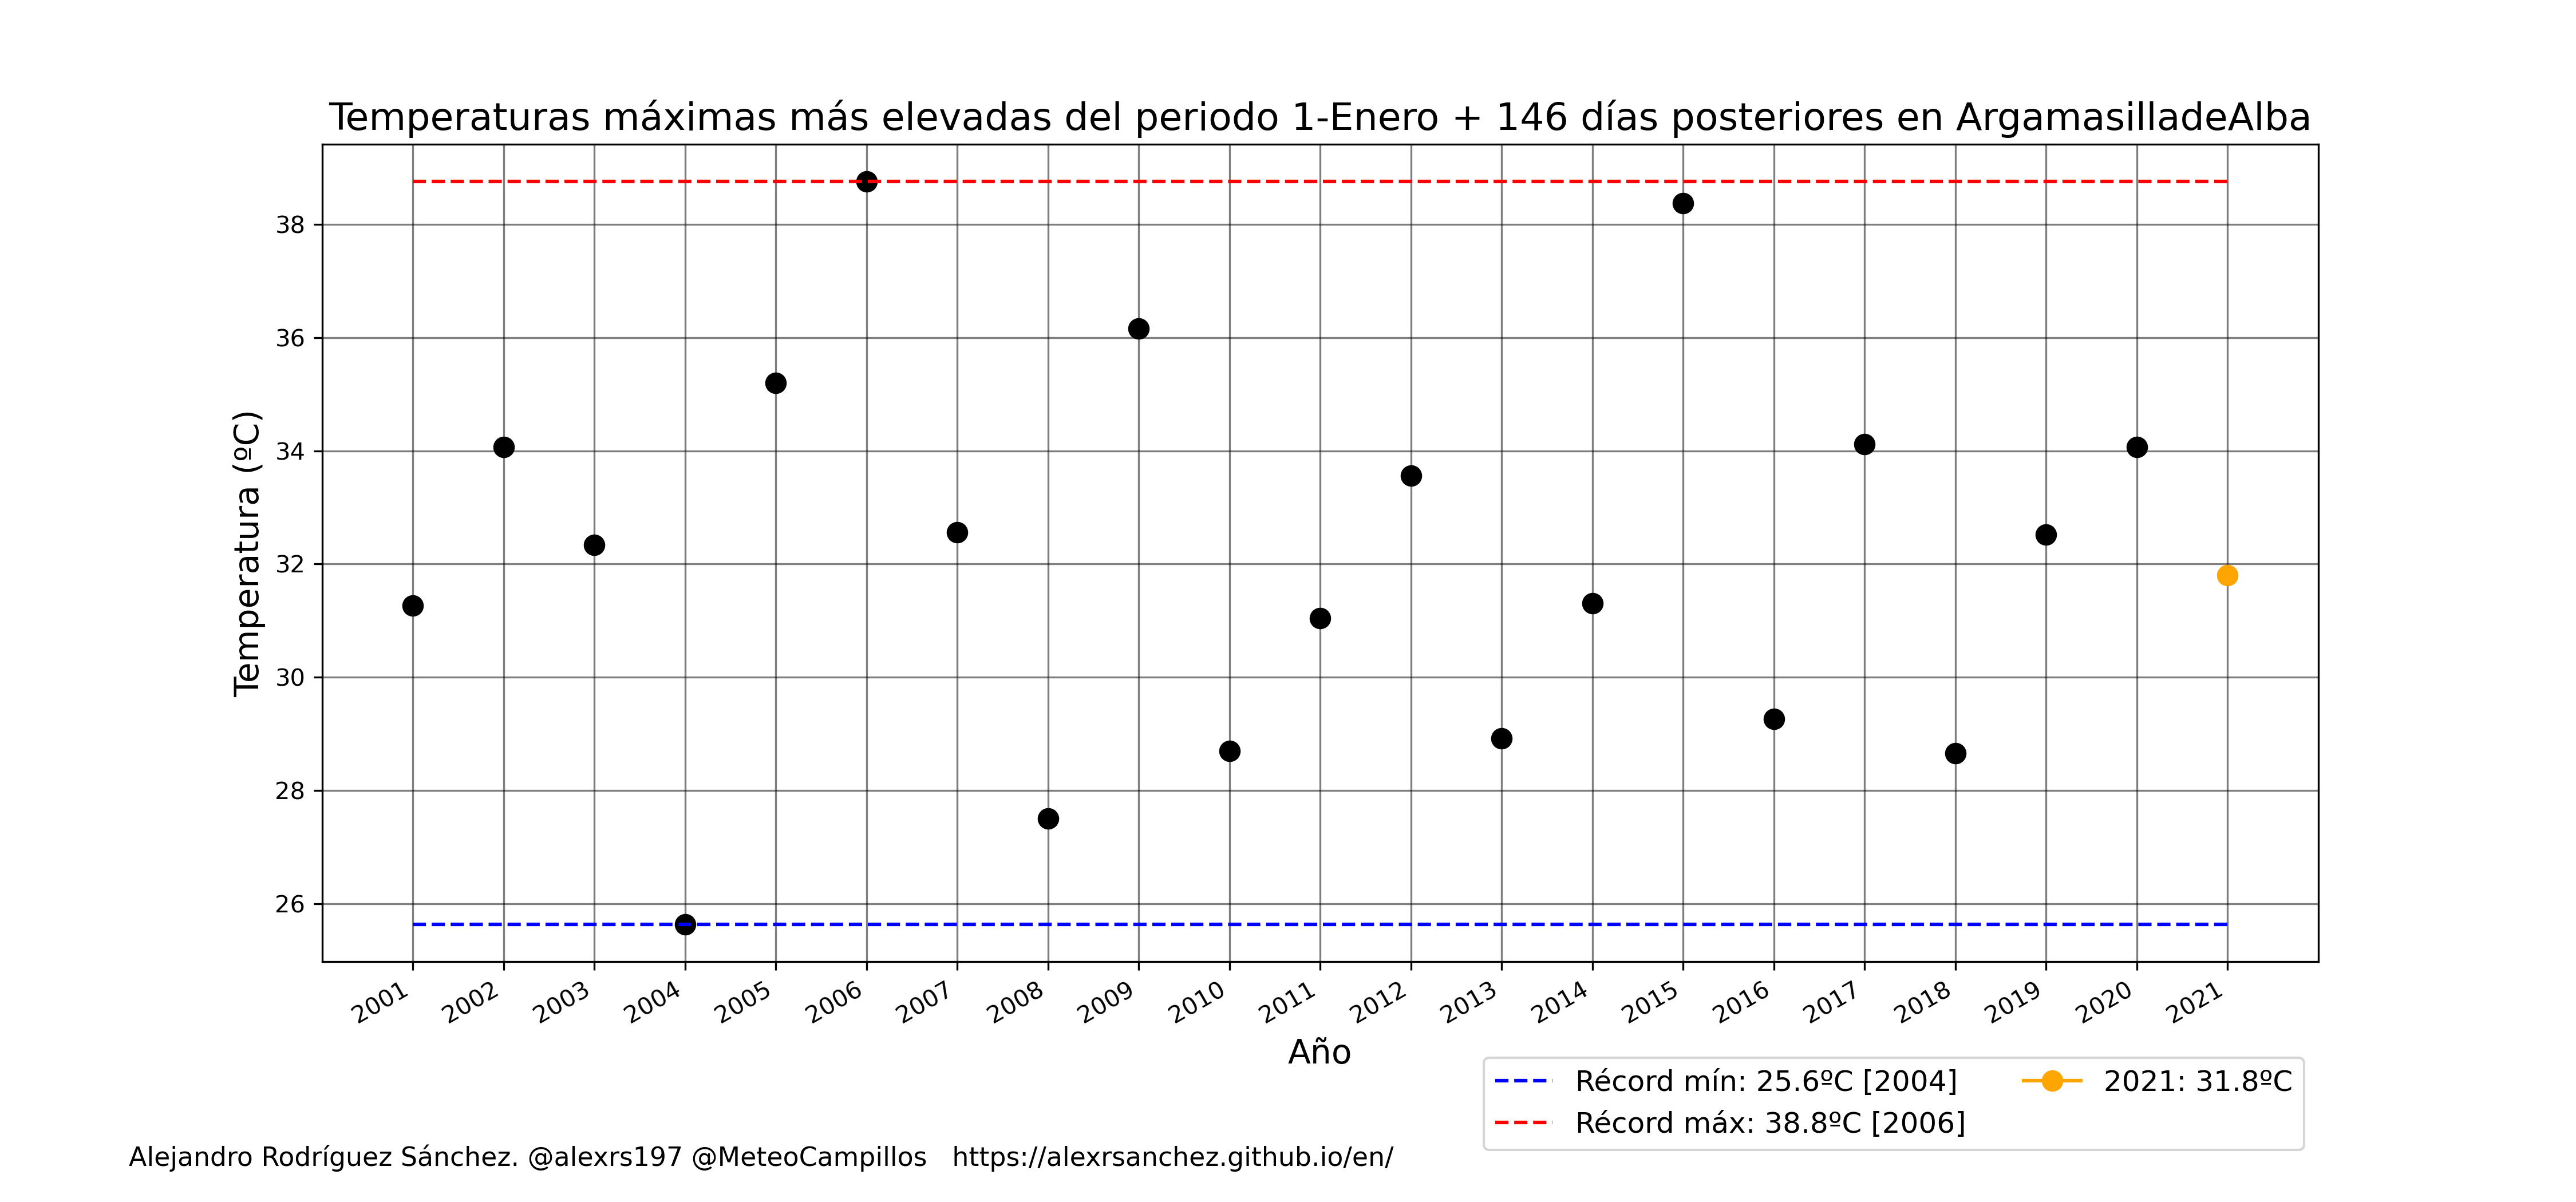 Temperaturas máximas más elevadas del periodo 1-Enero + 146 días posteriores en ArgamasilladeAlba
Temperatura (ºC)
38
36
34
32
30
28
26
2001 2002 2003 2004 2005 2006 2007 2008 2009 2010 2011 2012 2013 2014 2015 2016 2017 2018 2019 2020 2021
Año
Récord mín: 25.6ºC [2004]
Récord máx: 38.8ºC [2006]
2021: 31.8ºC
Alejandro Rodríguez Sánchez. @alexrs197 @MeteoCampillos https://alexrsanchez.github.io/en/